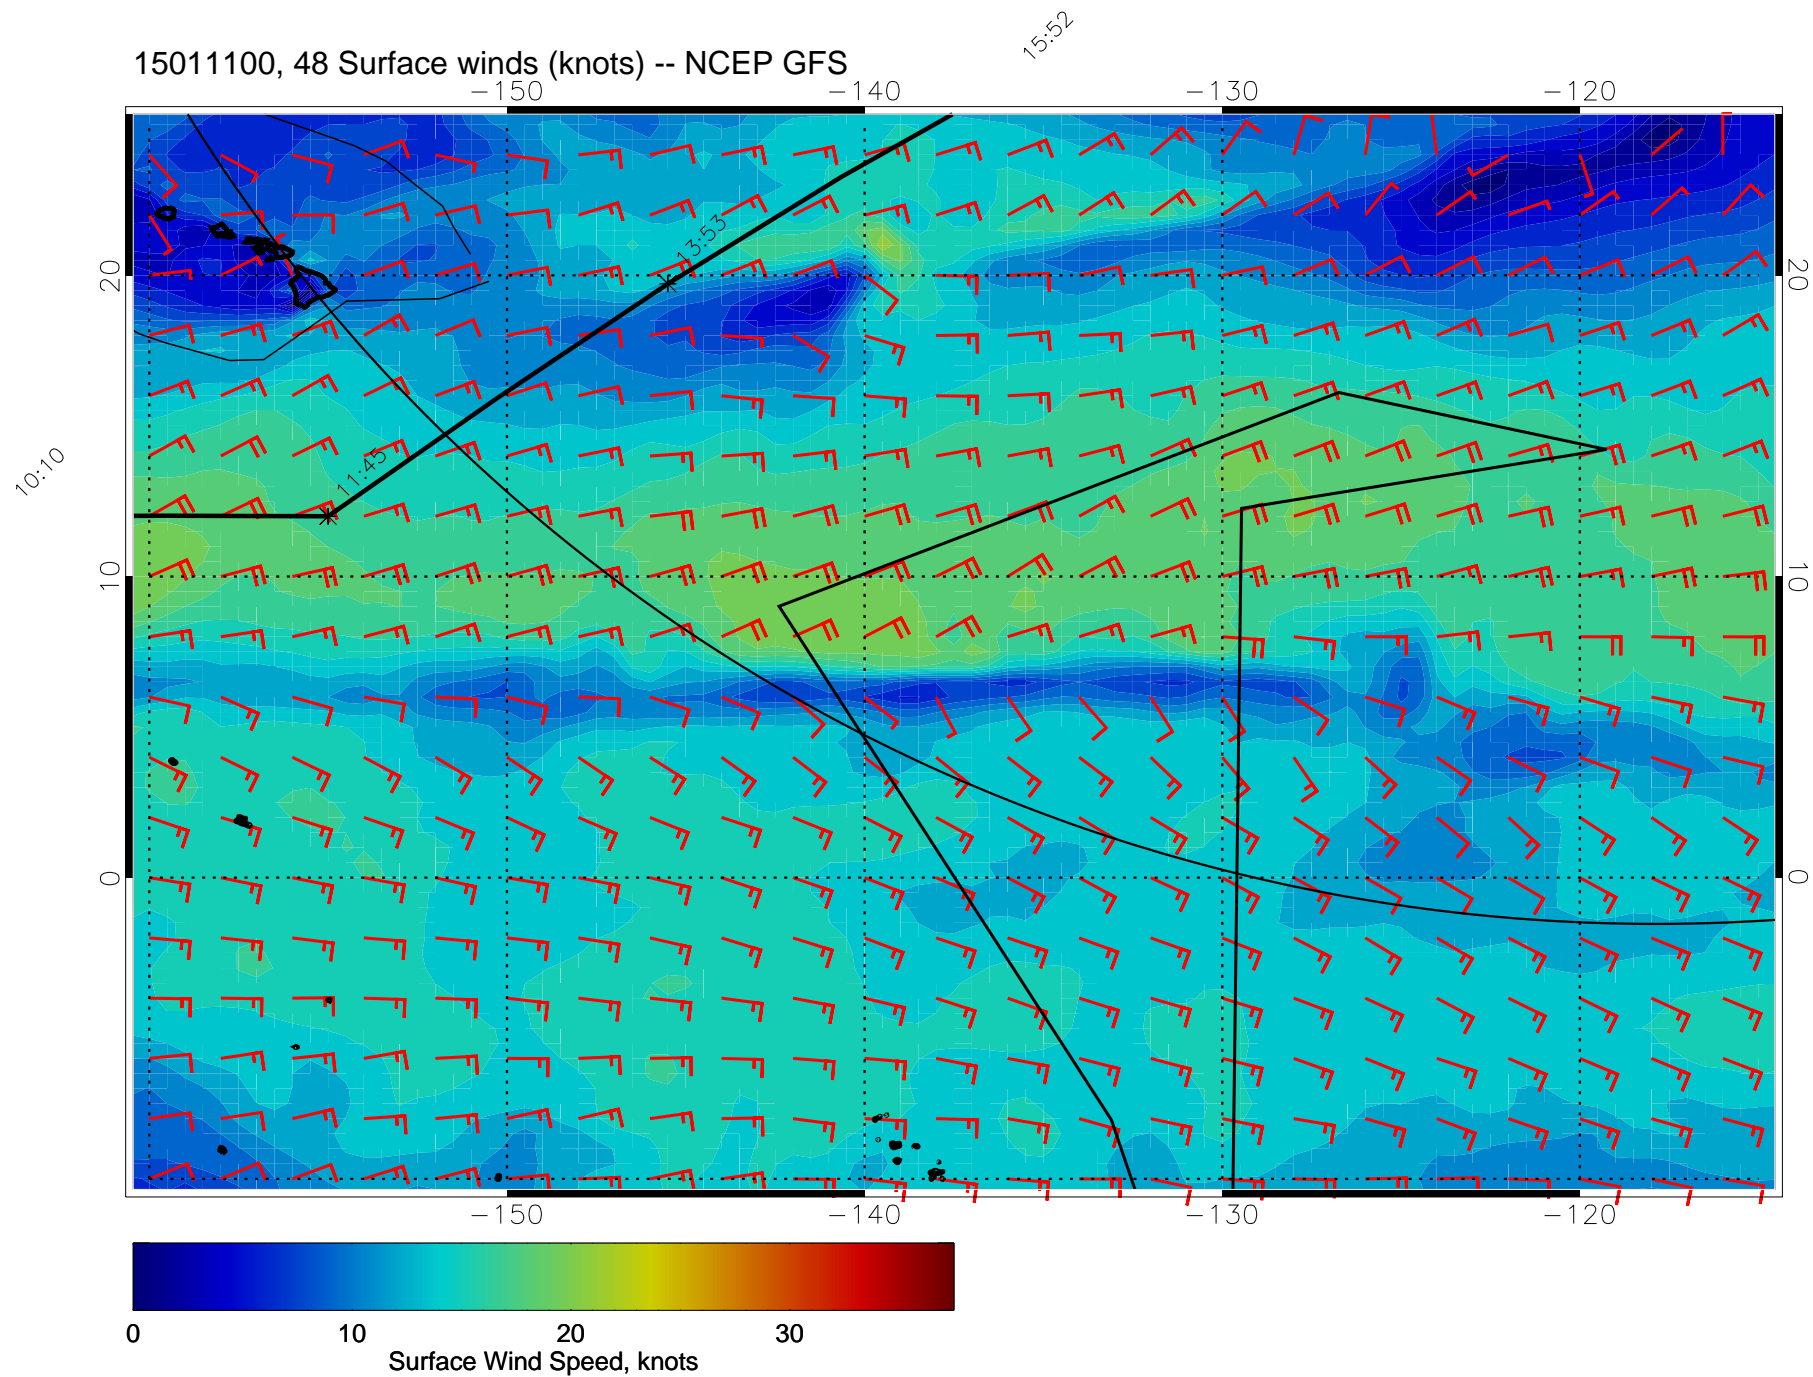 15:52
15011100, 48 Surface winds (knots) -- NCEP GFS
-150 -140 -130 -120
13:53
20 20
11:45
10:10
10 10
0 0
-150 -140 -130 -120
0 10 20 30
Surface Wind Speed, knots